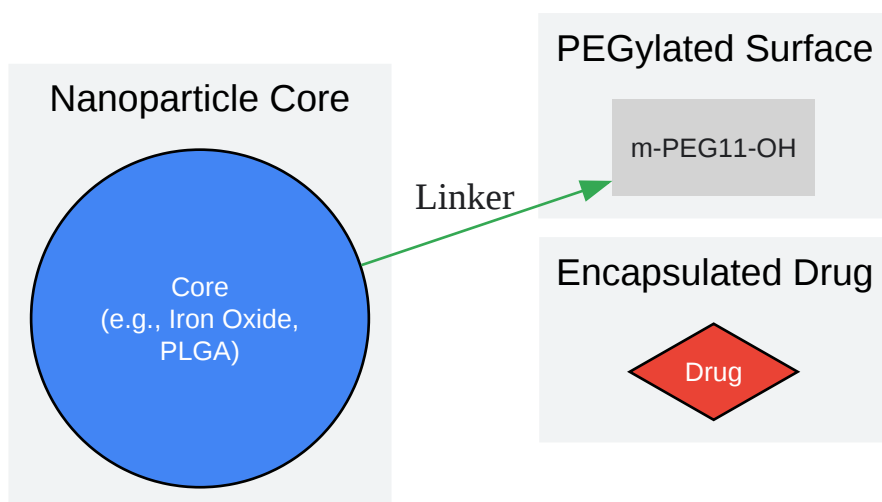 Nanoparticle Core
Core
(e.g., Iron Oxide,
PLGA)
Linker
PEGylated Surface
m-PEG11-OH
Encapsulated Drug
Drug